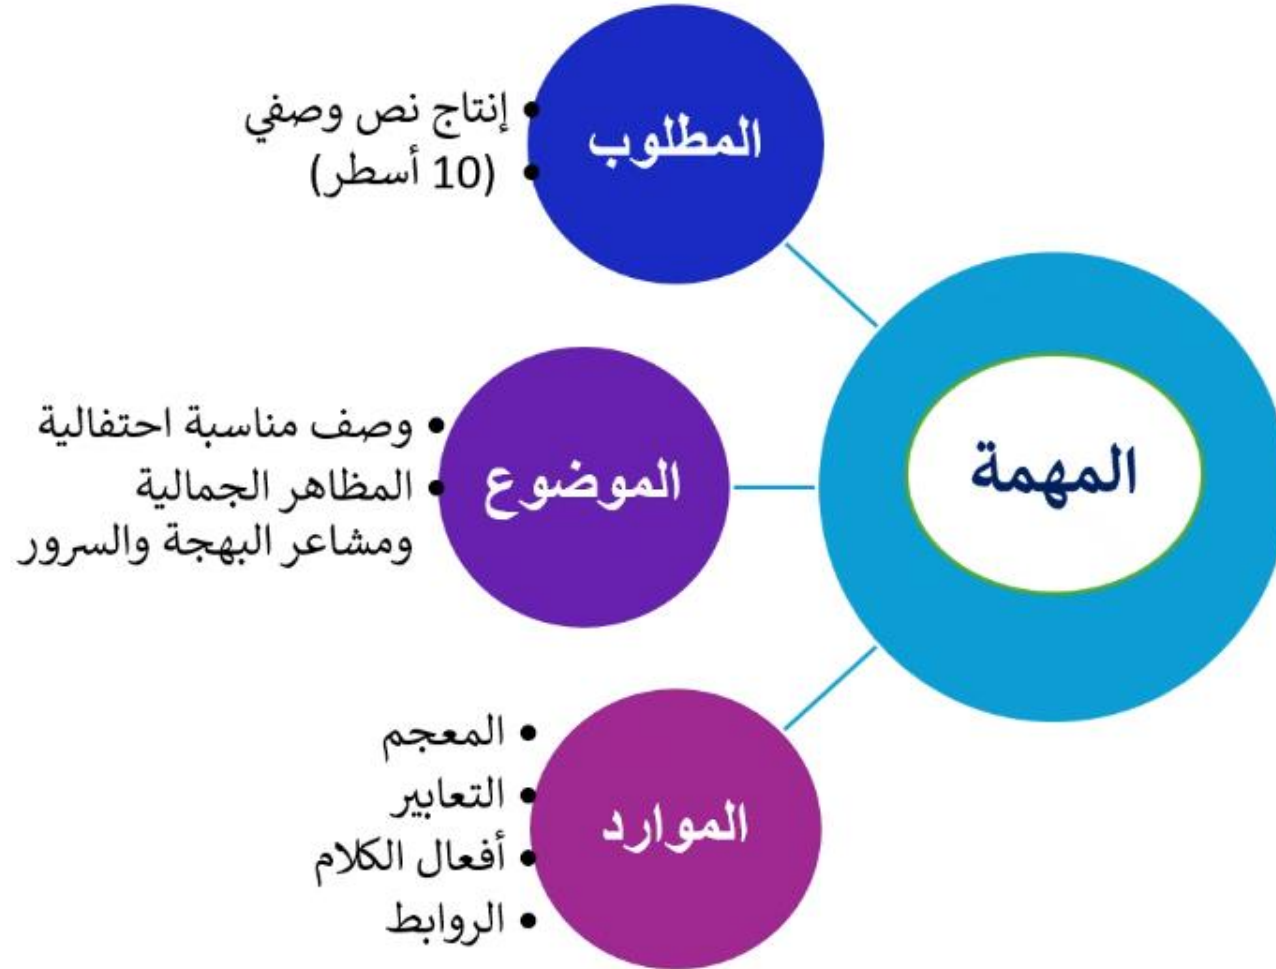 المهمة
المطلوب
• إنتاج نص وصفي
• (10 أسطر)
الموضوع
• وصف مناسبة احتفالية
• المظاهر الجمالية
ومشاعر البهجة والسرور
الموارد
• المعجم
• التعابير
• أفعال الكلام
• الروابط